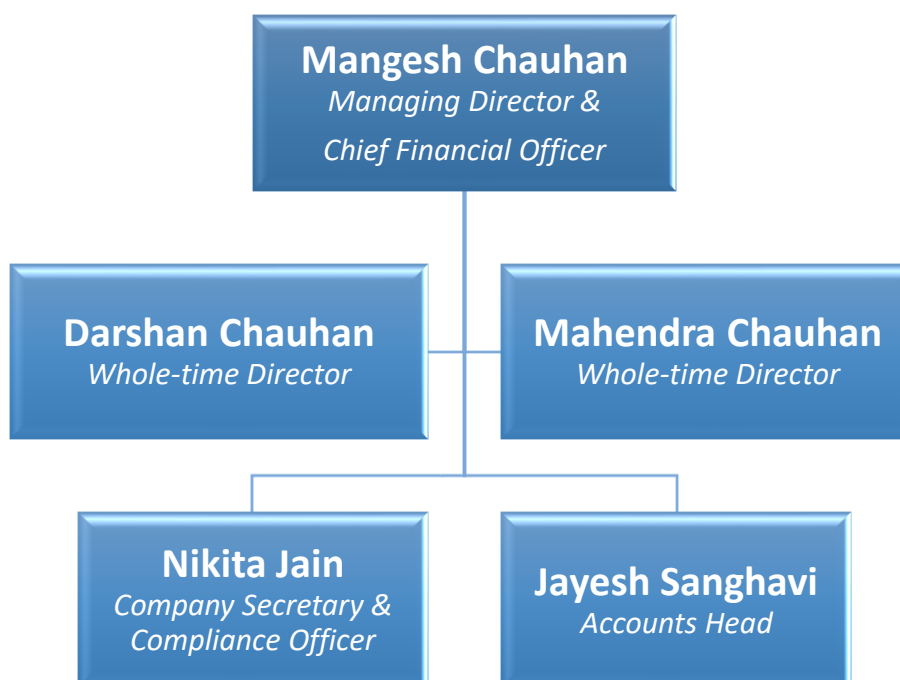 Mangesh Chauhan
Managing Director &
Chief Financial Officer
Darshan Chauhan
Whole-time Director
Mahendra Chauhan
Whole-time Director
Nikita Jain
Company Secretary &
Compliance Officer
Jayesh Sanghavi
Accounts Head